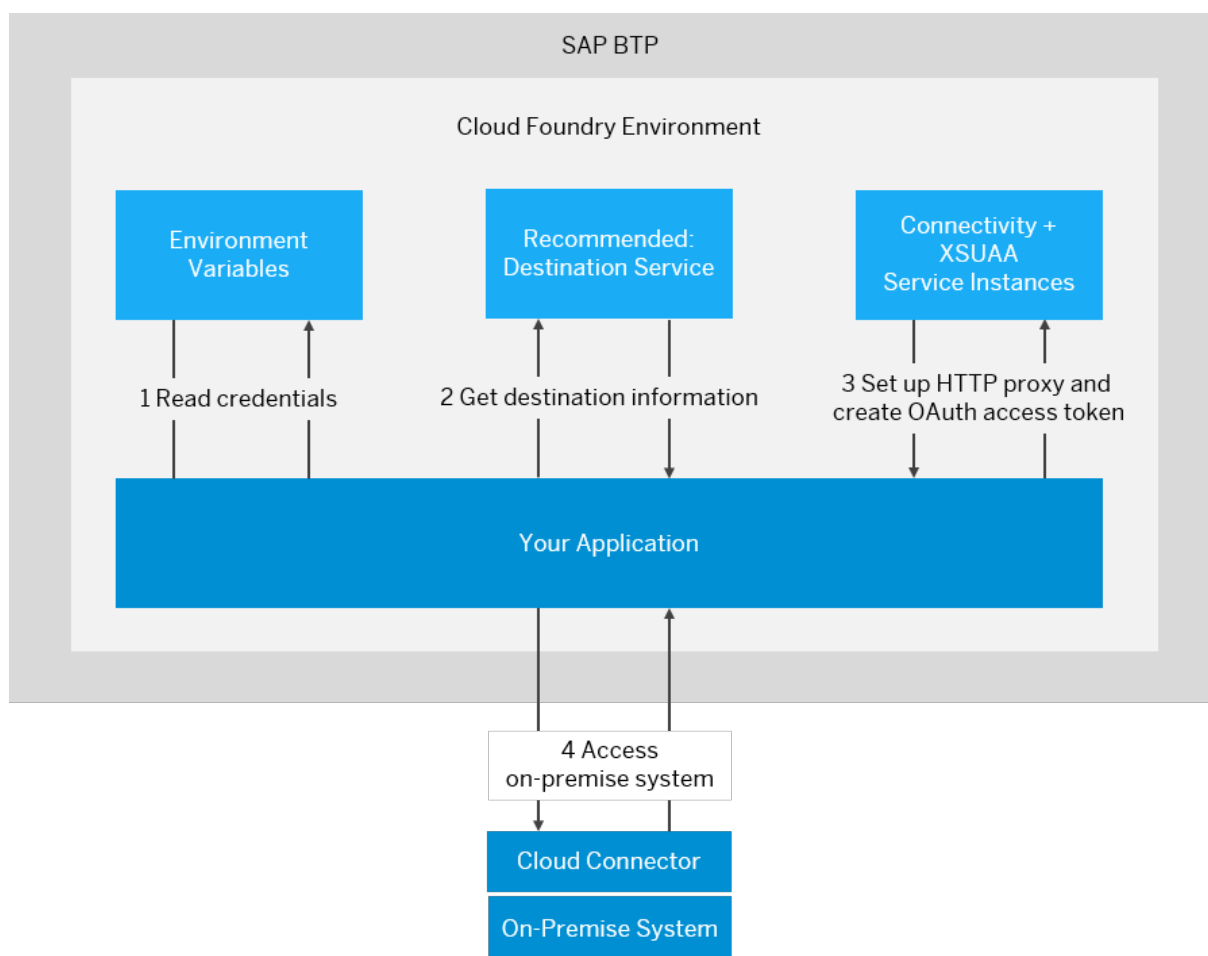 SAP BTP
Cloud Foundry Environment
Environment
Variables
Recommended:
Destination Service
Connectivity +
XSUAA
Service Instances
1 Read credentials
2 Get destination information
3 Set up HTTP proxy and
create OAuth access token
Your Application
4 Access
on-premise system
Cloud Connector
On-Premise System